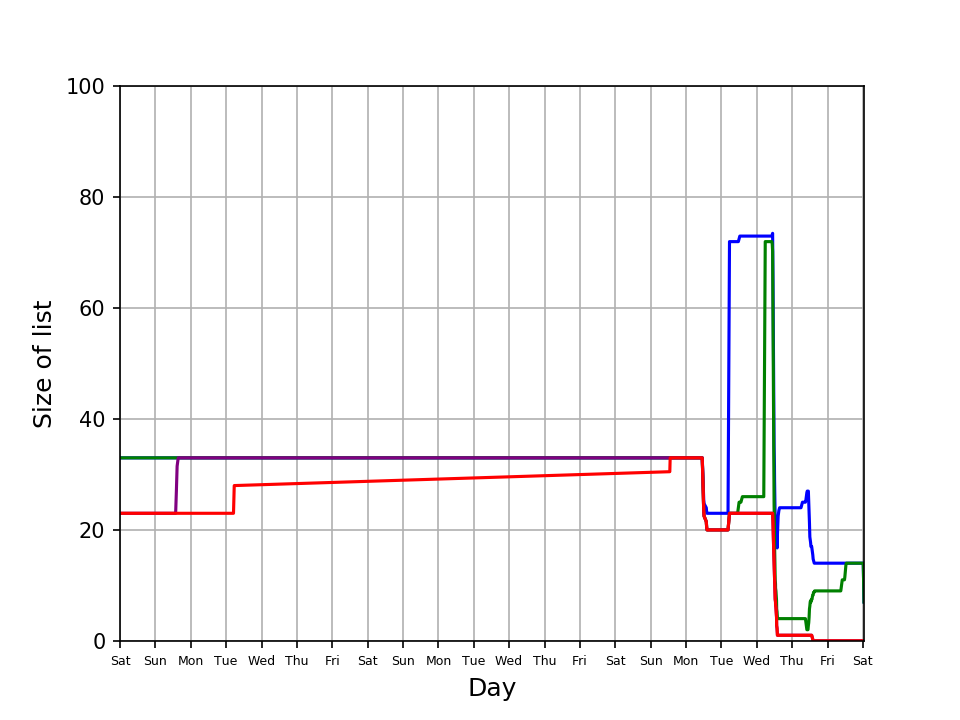 100
80
60
40
20
0
Size of list
Sat Sun Mon Tue Wed Thu Fri Sat Sun Mon Tue Wed Thu Fri Sat Sun Mon Tue Wed Thu Fri Sat
Day